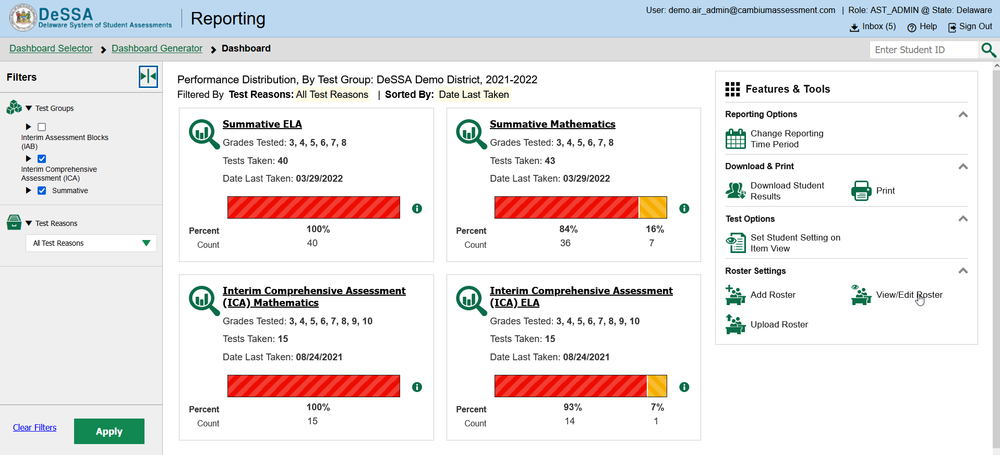 DeSSA
Delaware System of Student Assessments
Reporting
User: demo.air_admin@cambiumassessment.com | Role: AST_ADMIN @ State: Delaware
Inbox (5) Help Sign Out
Dashboard Selector Dashboard Generator Dashboard
Enter Student ID
Filters
Test Groups
Interim Assessment Blocks
(IAB)
Interim Comprehensive
Assessment (ICA)
Summative
Test Reasons
All Test Reasons
Clear Filters
Apply
Performance Distribution, By Test Group: DeSSA Demo District, 2021-2022
Filtered By Test Reasons: All Test Reasons | Sorted By: Date Last Taken
Summative ELA
Grades Tested: 3, 4, 5, 6, 7, 8
Tests Taken: 40
Date Last Taken: 03/29/2022
Percent 100%
Count 40
Summative Mathematics
Grades Tested: 3, 4, 5, 6, 7, 8
Tests Taken: 43
Date Last Taken: 03/29/2022
Percent 84% 16%
Count 36 7
Interim Comprehensive Assessment
(ICA) Mathematics
Grades Tested: 3, 4, 5, 6, 7, 8, 9, 10
Tests Taken: 15
Date Last Taken: 08/24/2021
Percent 100%
Count 15
Interim Comprehensive Assessment
(ICA) ELA
Grades Tested: 3, 4, 5, 6, 7, 8, 9, 10
Tests Taken: 15
Date Last Taken: 08/24/2021
Percent 93% 7%
Count 14 1
Features & Tools
Reporting Options
Change Reporting
Time Period
Download & Print
Download Student
Results
Print
Test Options
Set Student Setting on
Item View
Roster Settings
Add Roster
View/Edit Roster
Upload Roster